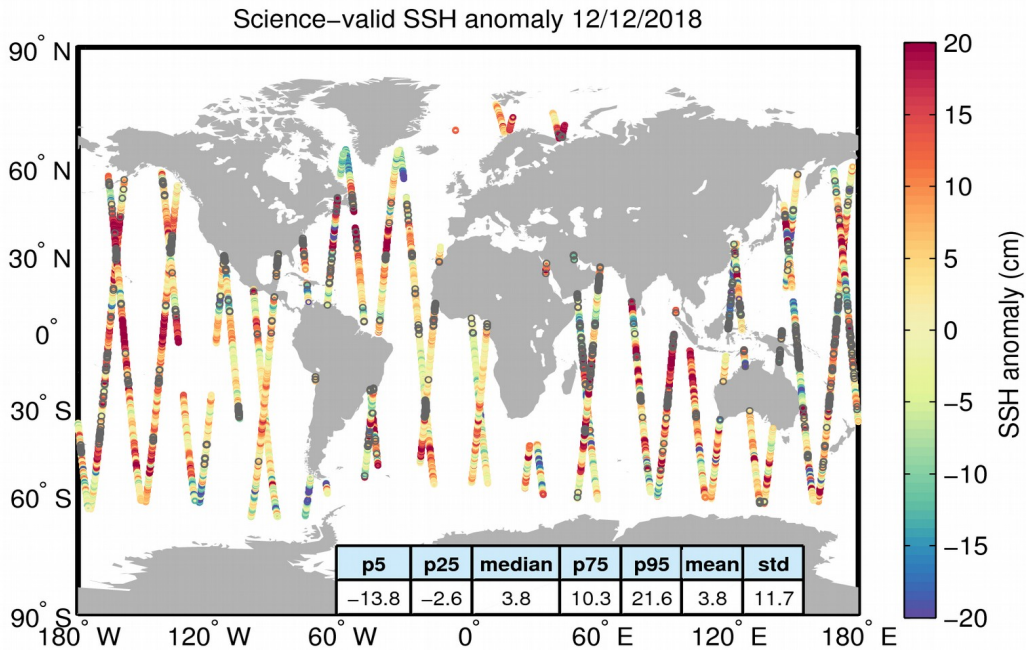 Science−valid SSH anomaly 12/12/2018
90° N
60° N
30° N
0°
30° S
60° S
90° S
180° W
120° W
60° W
0°
60° E
120° E
180° E
p5 p25 median p75 p95 mean std
−13.8 −2.6 3.8 10.3 21.6 3.8 11.7
20
15
10
5
0
−5
−10
−15
−20
SSH anomaly (cm)